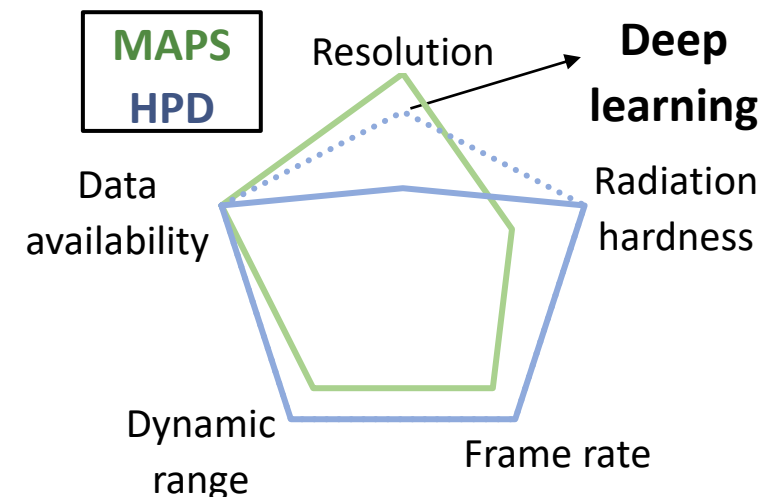 MAPS
HPD
Resolution
Deep
learning
Data
availability
Radiation
hardness
Dynamic
range
Frame rate